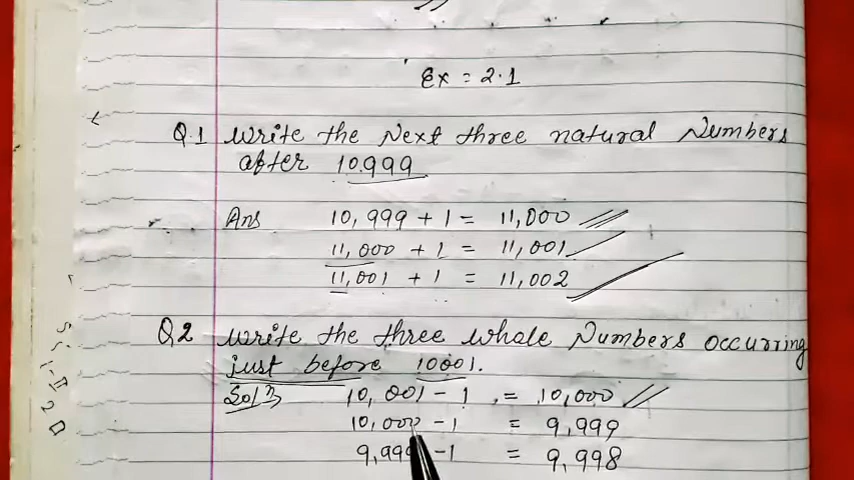 Ex = 2.1
Q.1 Write the Next three natural Numbers
after 10.999
Ans 10,999 + 1 = 11,000
11,000 + 1 = 11,001
11,001 + 1 = 11,002
Q2 Write the three whole Numbers occurring
just before 10001.
Sol 10,001 - 1 = 10,000
10,000 - 1 = 9,999
9,999 - 1 = 9,998